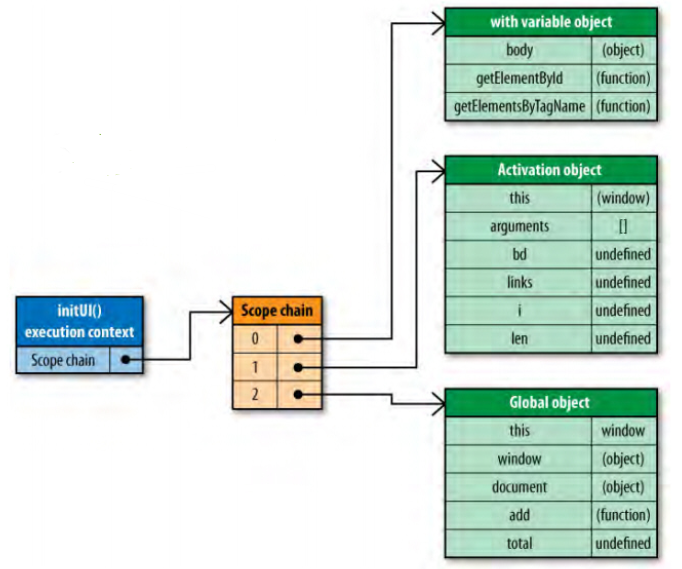 with variable object
body (object)
getElementById (function)
getElementsByTagName (function)
Activation object
this (window)
arguments []
bd undefined
links undefined
i undefined
len undefined
initUI()
execution context
Scope chain
Scope chain
0
1
2
Global object
this window
window (object)
document (object)
add (function)
total undefined